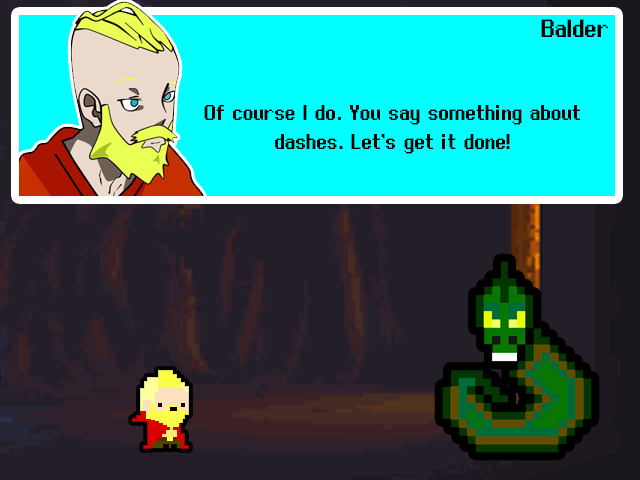 Balder
Of course I do. You say something about
dashes. Let's get it done!